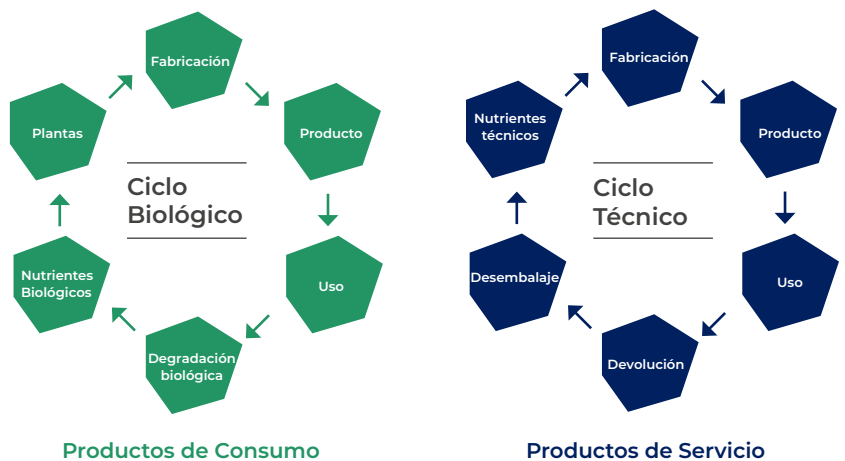 Fabricación
Producto
Uso
Degradación
biológica
Nutrientes
Biológicos
Plantas
Ciclo
Biológico
Productos de Consumo
Fabricación
Producto
Uso
Devolución
Desembalaje
Nutrientes
técnicos
Ciclo
Técnico
Productos de Servicio